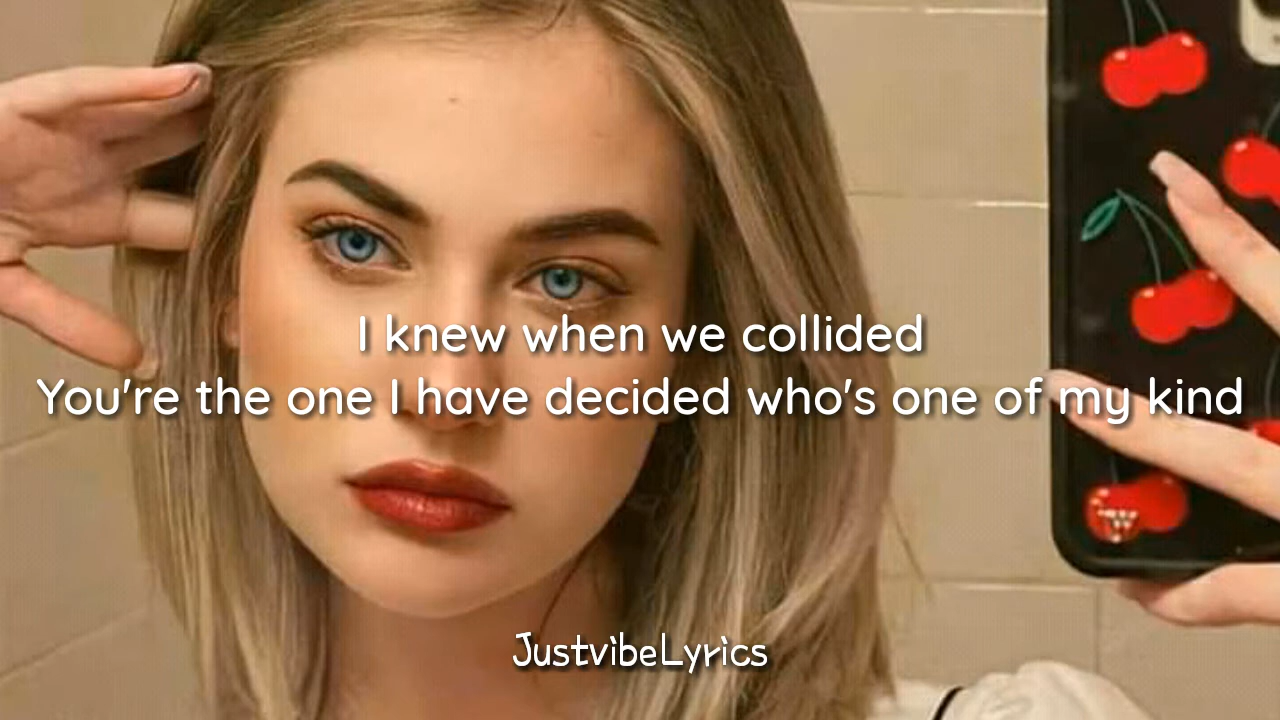 I knew when we collided
You're the one I have decided who's one of my kind
JustvibeLyrics